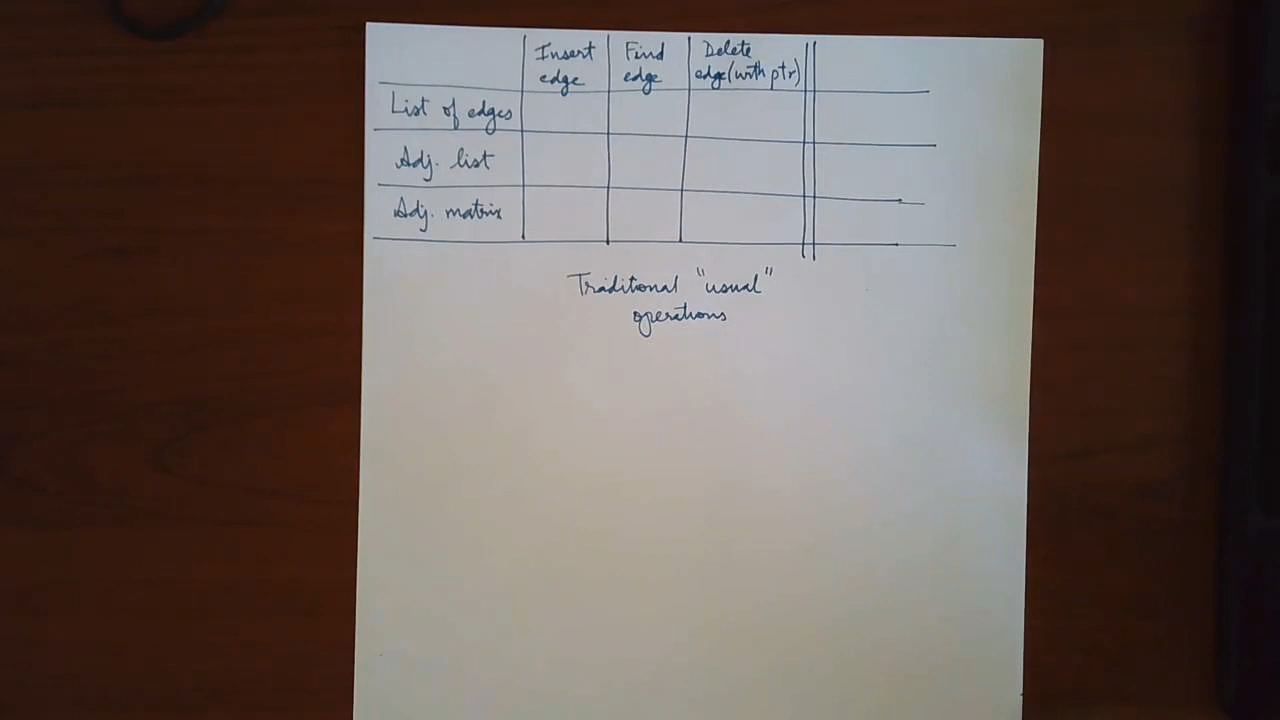 Insert Find Delete
edge edge edge(with ptr)
List of edges
Adj. list
Adj. matrix
Traditional "usual"
operations